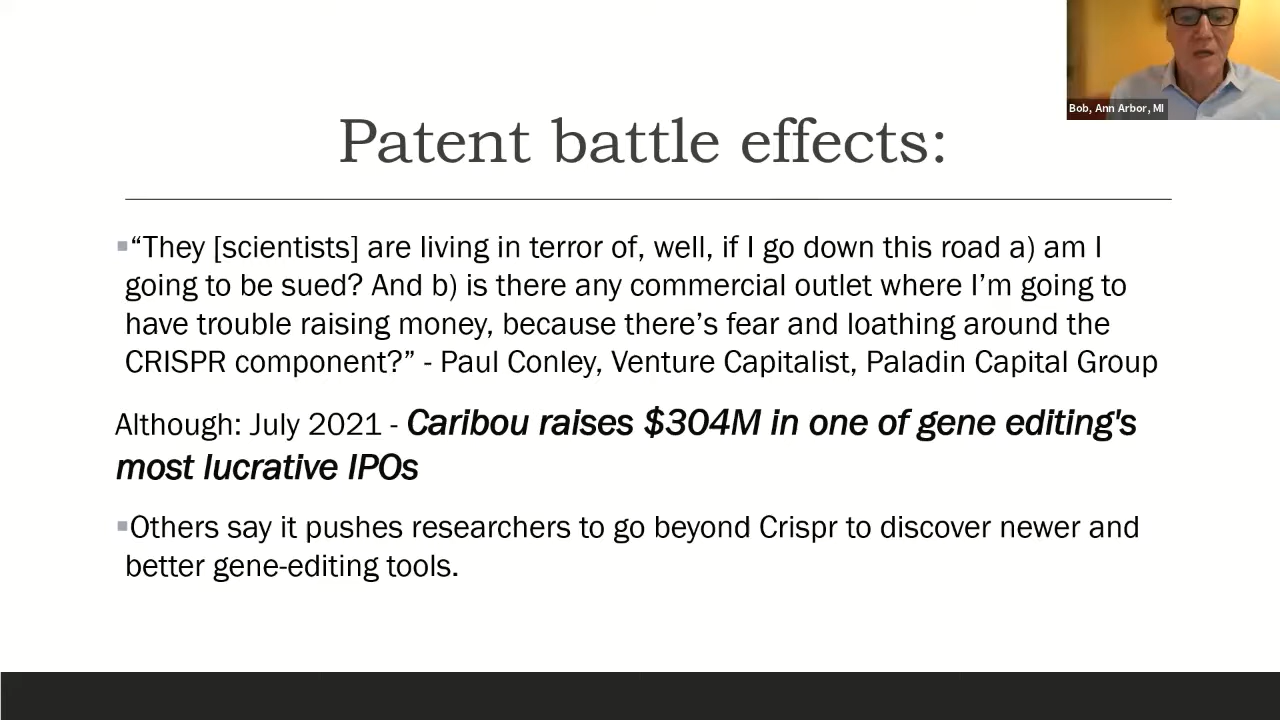 Bob, Ann Arbor, MI
Patent battle effects:
▪“They [scientists] are living in terror of, well, if I go down this road a) am I
going to be sued? And b) is there any commercial outlet where I’m going to
have trouble raising money, because there’s fear and loathing around the
CRISPR component?” - Paul Conley, Venture Capitalist, Paladin Capital Group
Although: July 2021 - Caribou raises $304M in one of gene editing's
most lucrative IPOs
▪Others say it pushes researchers to go beyond Crispr to discover newer and
better gene-editing tools.